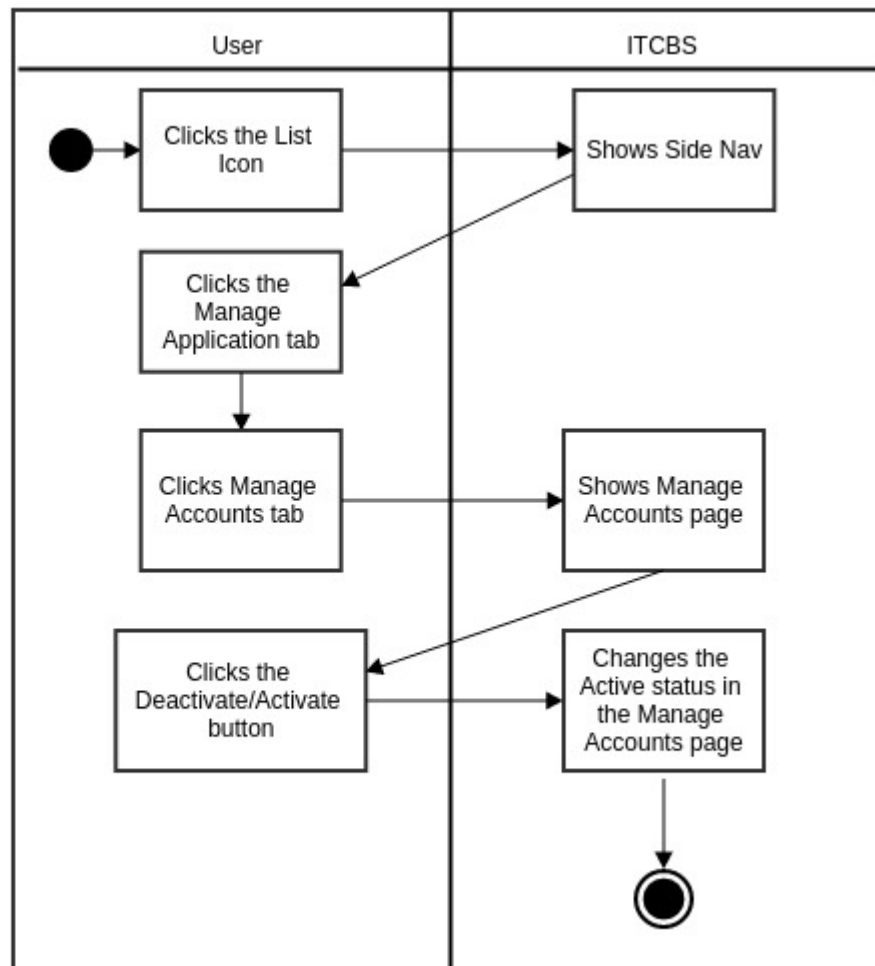 User
ITCBS
Clicks the List
Icon
Shows Side Nav
Clicks the
Manage
Application tab
Clicks Manage
Accounts tab
Shows Manage
Accounts page
Clicks the
Deactivate/Activate
button
Changes the
Active status in
the Manage
Accounts page